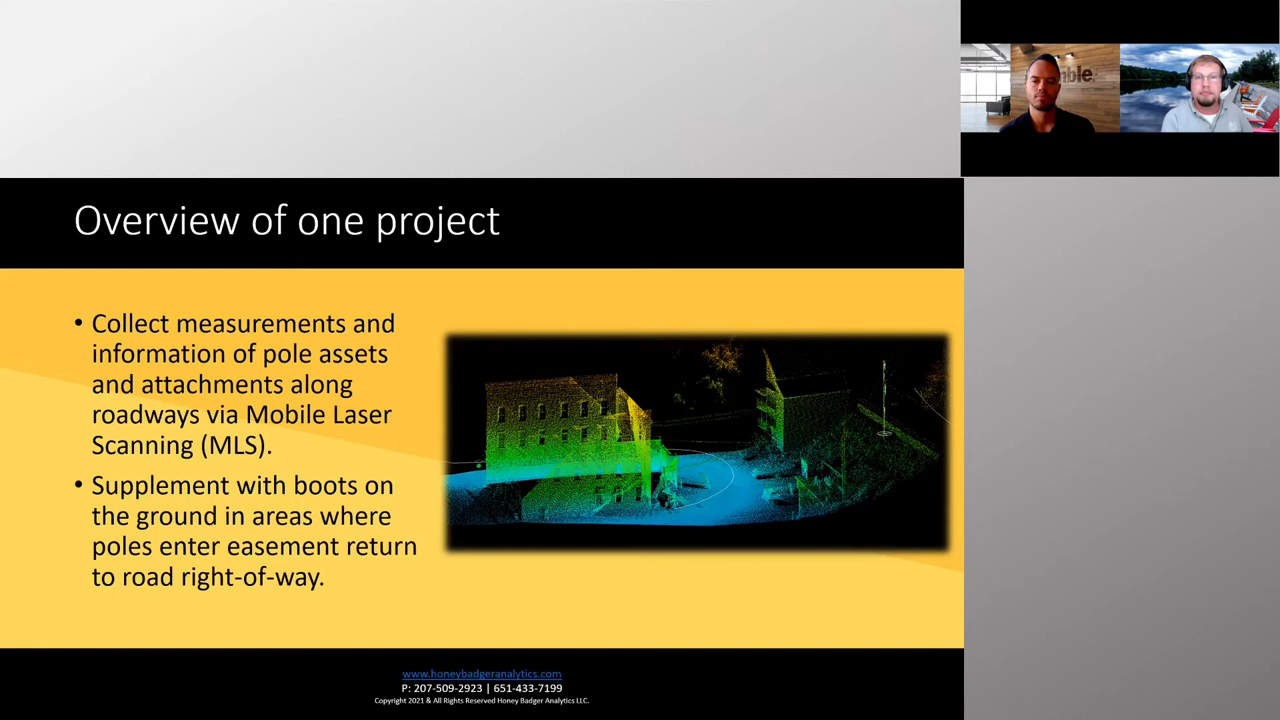 Overview of one project
• Collect measurements and
information of pole assets
and attachments along
roadways via Mobile Laser
Scanning (MLS).
• Supplement with boots on
the ground in areas where
poles enter easement return
to road right-of-way.
www.honeybadgeranalytics.com
P: 207-509-2923 | 651-433-7199
Copyright 2021 & All Rights Reserved Honey Badger Analytics LLC.